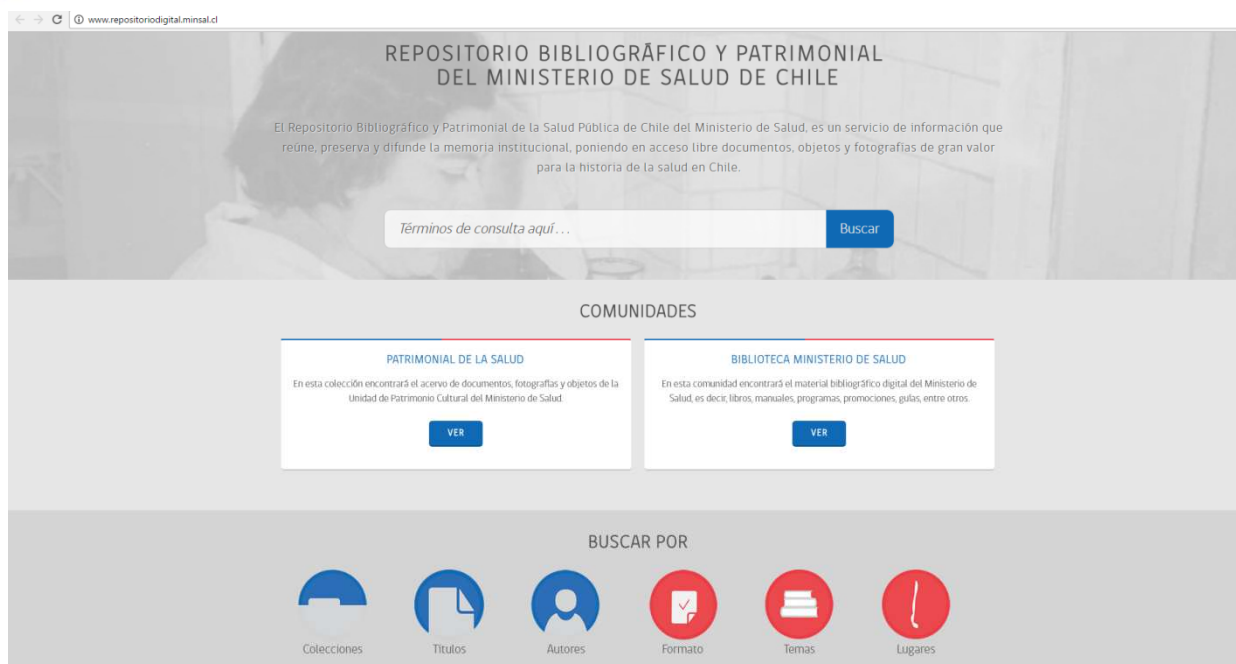 www.repositoriodigital.minsal.cl
REPOSITORIO BIBLIOGRÁFICO Y PATRIMONIAL
DEL MINISTERIO DE SALUD DE CHILE
El Repositorio Bibliográfico y Patrimonial de la Salud Pública de Chile del Ministerio de Salud, es un servicio de información que
reúne, preserva y difunde la memoria institucional, poniendo en acceso libre documentos, objetos y fotografías de gran valor
para la historia de la salud en Chile.
Términos de consulta aquí . . .
Buscar
COMUNIDADES
PATRIMONIAL DE LA SALUD
En esta colección encontrará el acervo de documentos, fotografías y objetos de la
Unidad de Patrimonio Cultural del Ministerio de Salud.
VER
BIBLIOTECA MINISTERIO DE SALUD
En esta comunidad encontrará el material bibliográfico digital del Ministerio de
Salud, es decir, libros, manuales, programas, promociones, guías, entre otros.
VER
BUSCAR POR
Colecciones
Títulos
Autores
Formato
Temas
Lugares